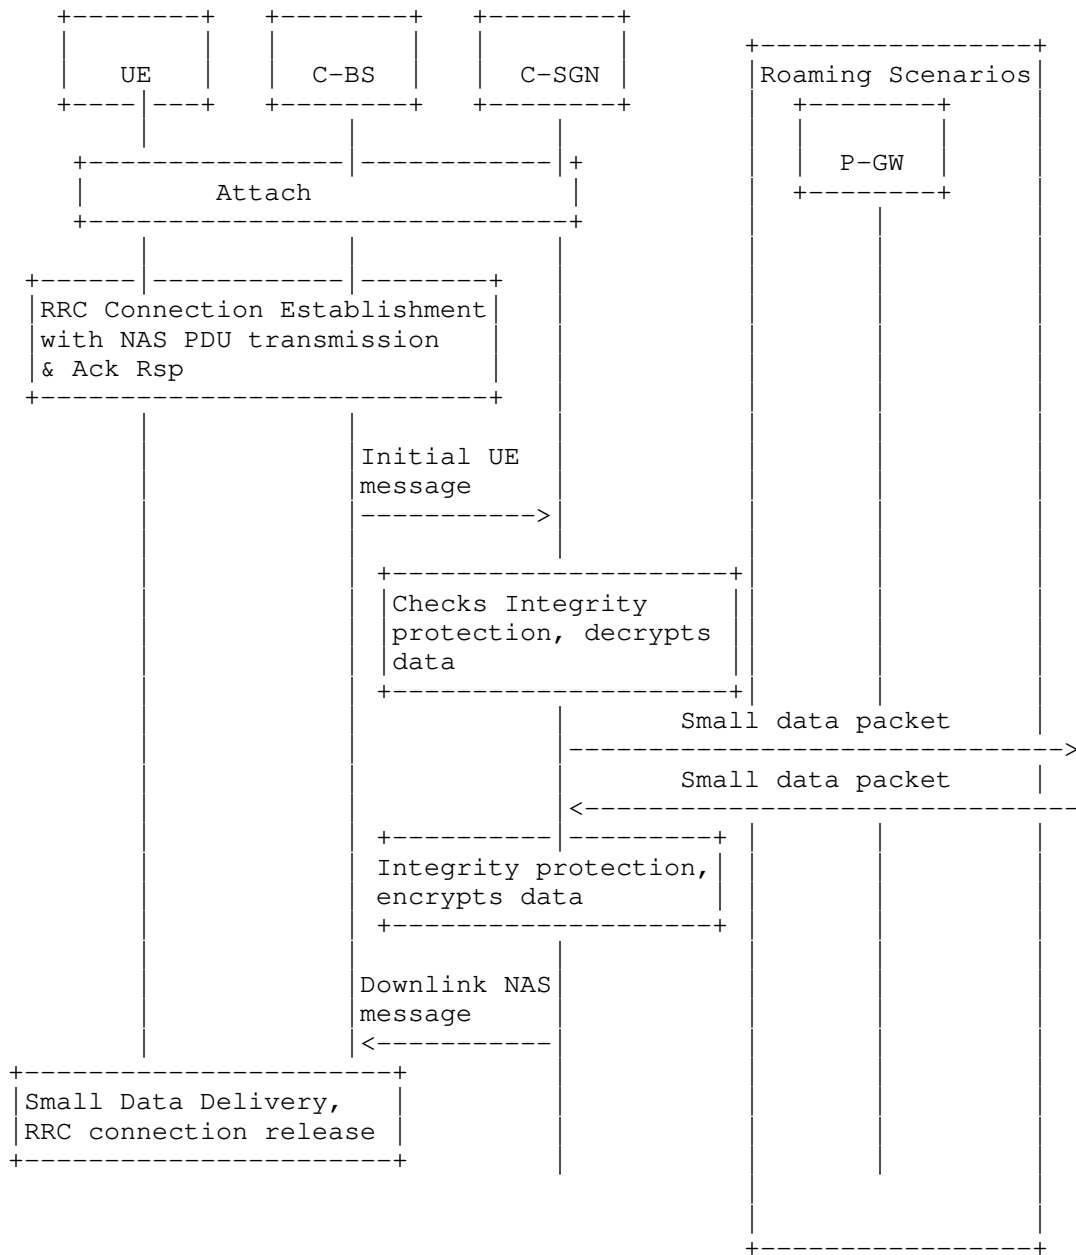 UE C-BS C-SGN
Roaming Scenarios
P-GW
Attach
RRC Connection Establishment
with NAS PDU transmission
& Ack Rsp
Initial UE
message
Checks Integrity
protection, decrypts
data
Small data packet
Small data packet
Integrity protection,
encrypts data
Downlink NAS
message
Small Data Delivery,
RRC connection release